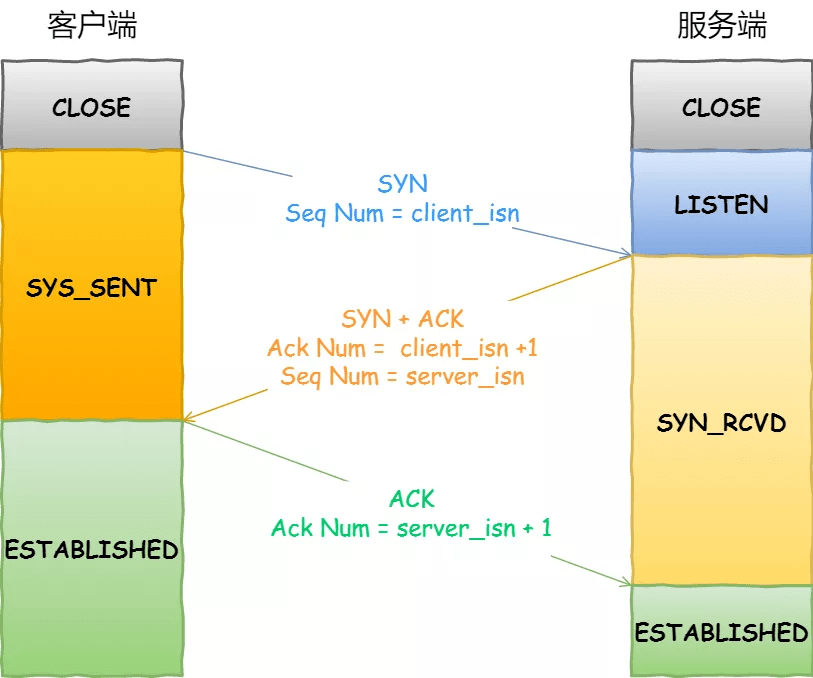 客户端
服务端
CLOSE
CLOSE
SYN
Seq Num = client_isn
LISTEN
SYS_SENT
SYN + ACK
Ack Num = client_isn +1
Seq Num = server_isn
SYN_RCVD
ACK
Ack Num = server_isn + 1
ESTABLISHED
ESTABLISHED